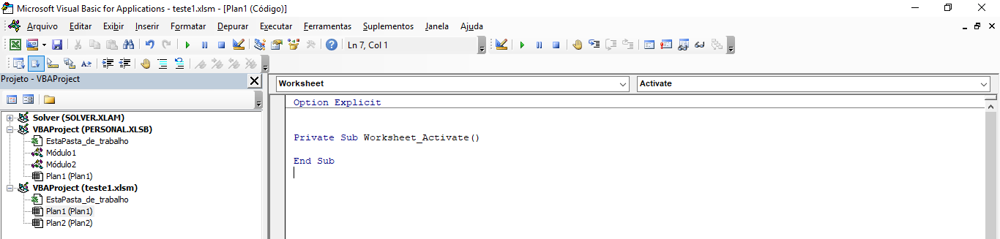 Microsoft Visual Basic for Applications - teste1.xlsm - [Plan1 (Código)]
Arquivo Editar Exibir Inserir Formatar Depurar Executar Ferramentas Suplementos Janela Ajuda
Ln 7, Col 1
Projeto - VBAProject
Worksheet
Activate
Solver (SOLVER.XLAM)
VBAProject (PERSONAL.XLSB)
EstaPasta_de_trabalho
Módulo1
Módulo2
Plan1 (Plan1)
VBAProject (teste1.xlsm)
EstaPasta_de_trabalho
Plan1 (Plan1)
Plan2 (Plan2)
Option Explicit
Private Sub Worksheet_Activate()
End Sub